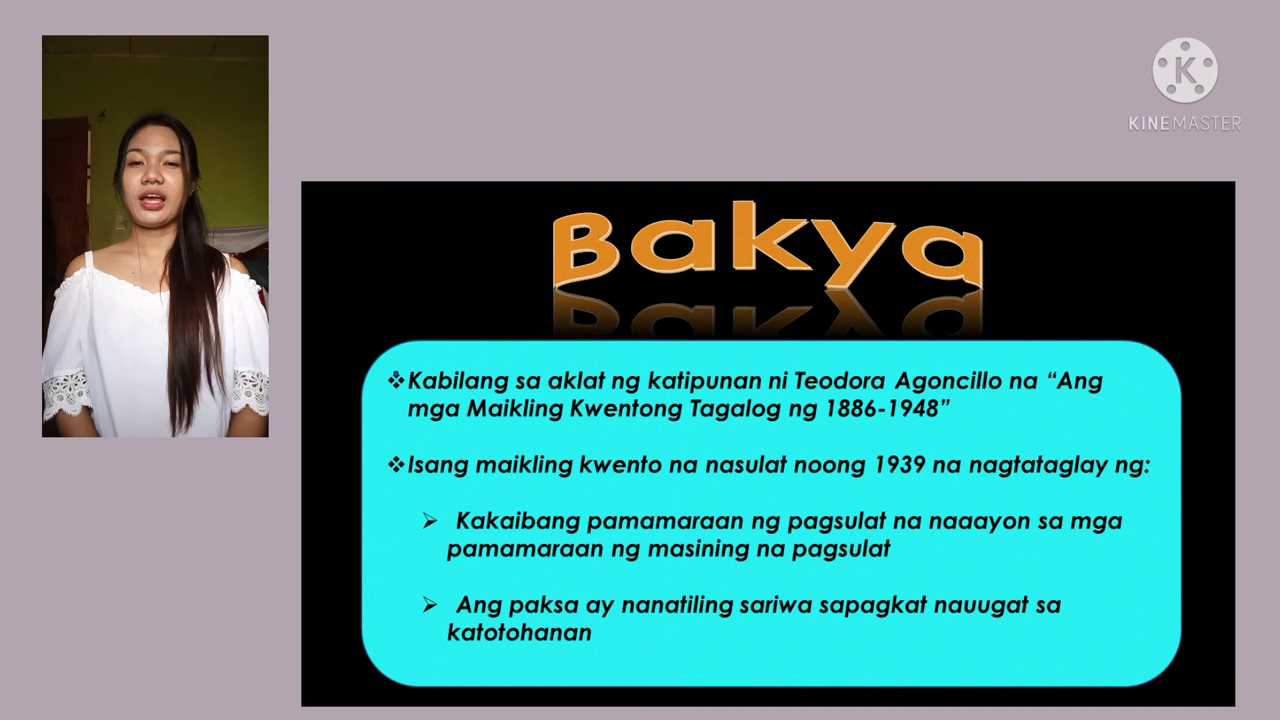 KINEMASTER
Bakya
Kabilang sa aklat ng katipunan ni Teodora Agoncillo na “Ang
mga Maikling Kwentong Tagalog ng 1886-1948”
Isang maikling kwento na nasulat noong 1939 na nagtataglay ng:
Kakaibang pamamaraan ng pagsulat na naaayon sa mga
pamamaraan ng masining na pagsulat
Ang paksa ay nanatiling sariwa sapagkat nauugat sa
katotohanan